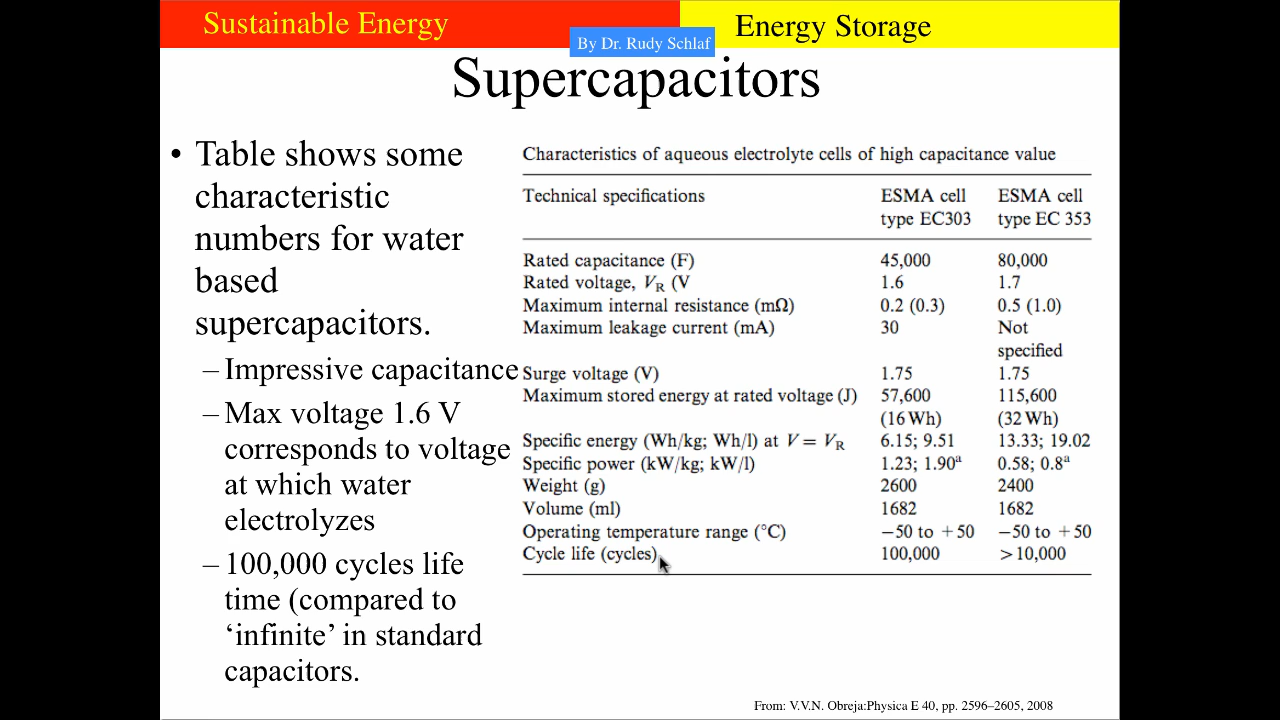 Sustainable Energy
Energy Storage
By Dr. Rudy Schlaf
Supercapacitors
• Table shows some
characteristic
numbers for water
based
supercapacitors.
– Impressive capacitance
– Max voltage 1.6 V
corresponds to voltage
at which water
electrolyzes
– 100,000 cycles life
time (compared to
‘infinite’ in standard
capacitors.
Characteristics of aqueous electrolyte cells of high capacitance value
Technical specifications ESMA cell ESMA cell
type EC303 type EC 353
Rated capacitance (F) 45,000 80,000
Rated voltage, VR (V 1.6 1.7
Maximum internal resistance (mΩ) 0.2 (0.3) 0.5 (1.0)
Maximum leakage current (mA) 30 Not
specified
Surge voltage (V) 1.75 1.75
Maximum stored energy at rated voltage (J) 57,600 115,600
(16 Wh) (32 Wh)
Specific energy (Wh/kg; Wh/l) at V = VR 6.15; 9.51 13.33; 19.02
Specific power (kW/kg; kW/l) 1.23; 1.90a 0.58; 0.8a
Weight (g) 2600 2400
Volume (ml) 1682 1682
Operating temperature range (°C) −50 to +50 −50 to +50
Cycle life (cycles) 100,000 >10,000
From: V.V.N. Obreja:Physica E 40, pp. 2596–2605, 2008